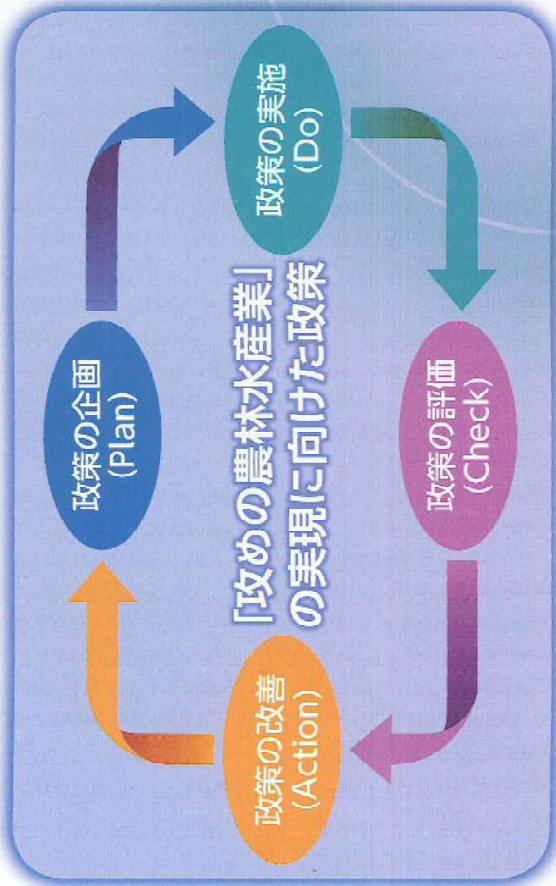 政策の企画
(Plan)
政策の実施
(Do)
「攻めの農林水産業」
の実現に向けた政策
政策の評価
(Check)
政策の改善
(Action)